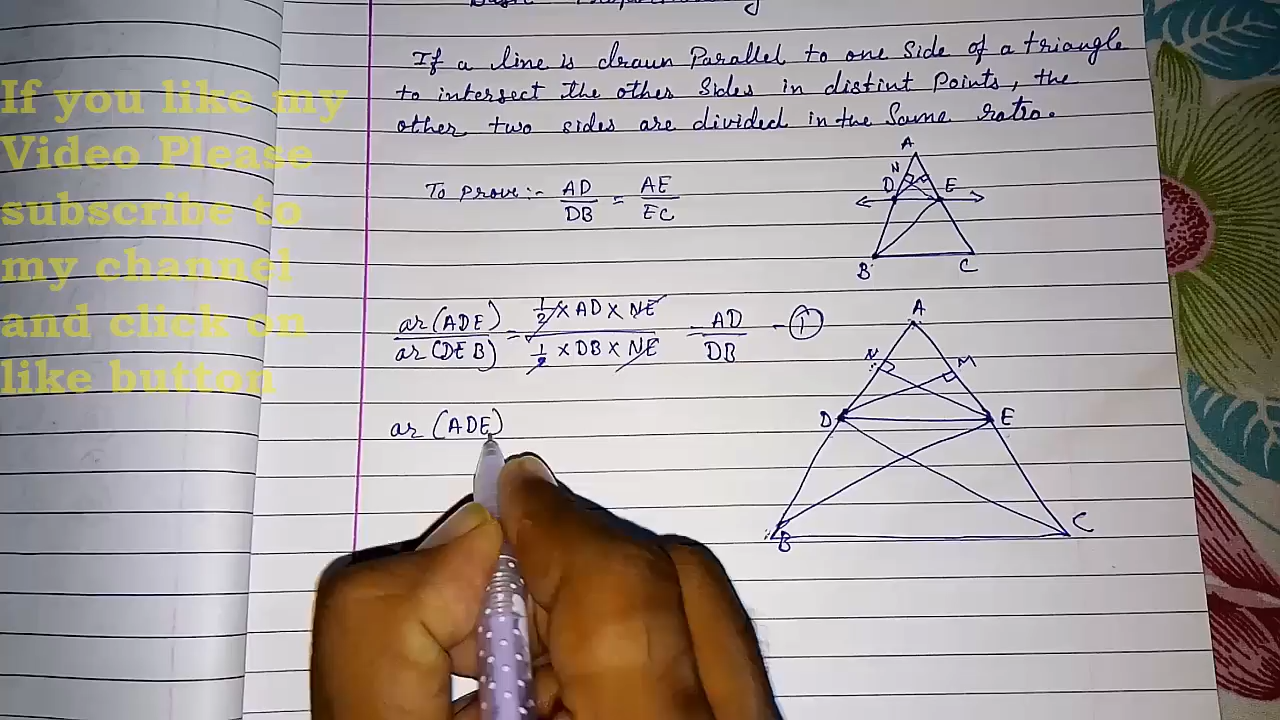 If a line is drawn Parallel to one side of a triangle
to intersect the other sides in distint points, the
other two sides are divided in the same ratio.
To prove:- AD/DB = AE/EC
A
N
D E
B C
ar(ADE)/ar(DEB) = 1/2 × AD × NE / 1/2 × DB × NE = AD/DB - ①
ar(ADE)
A
N M
D E
B C
If you like my
Video Please
subscribe to
my channel
and click on
like button